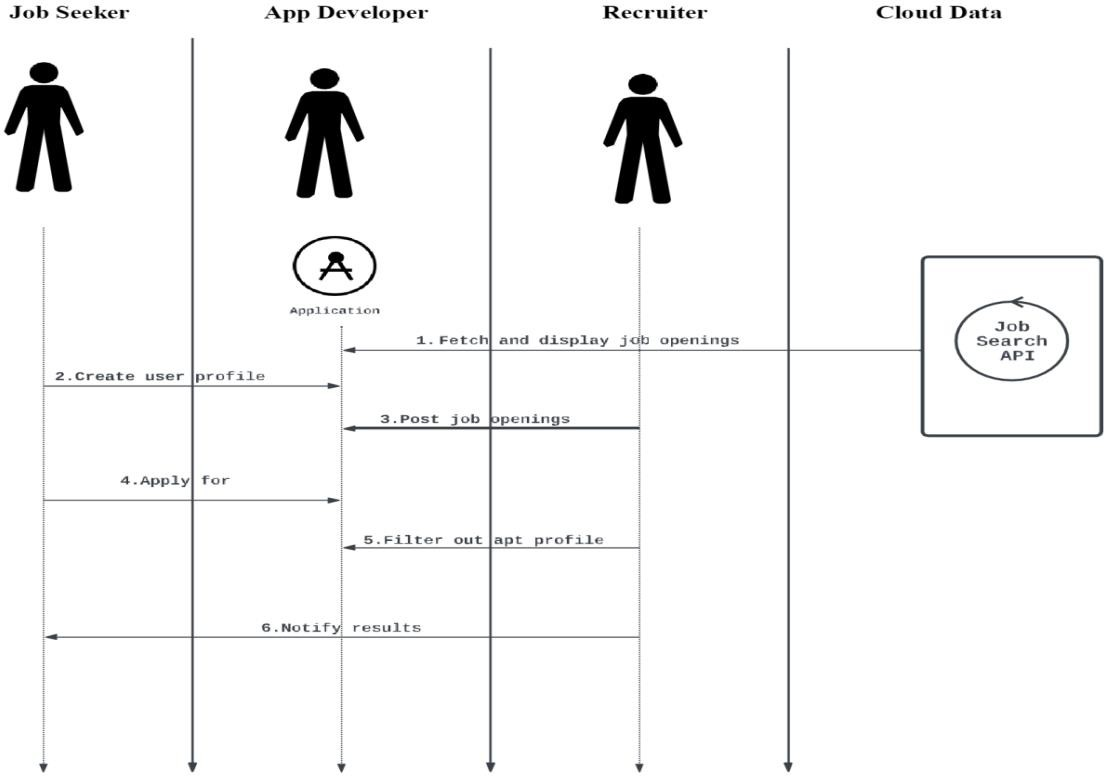 Job Seeker
App Developer
Recruiter
Cloud Data
Application
1.Fetch and display job openings
Job
Search
API
2.Create user profile
3.Post job openings
4.Apply for
5.Filter out apt profile
6.Notify results